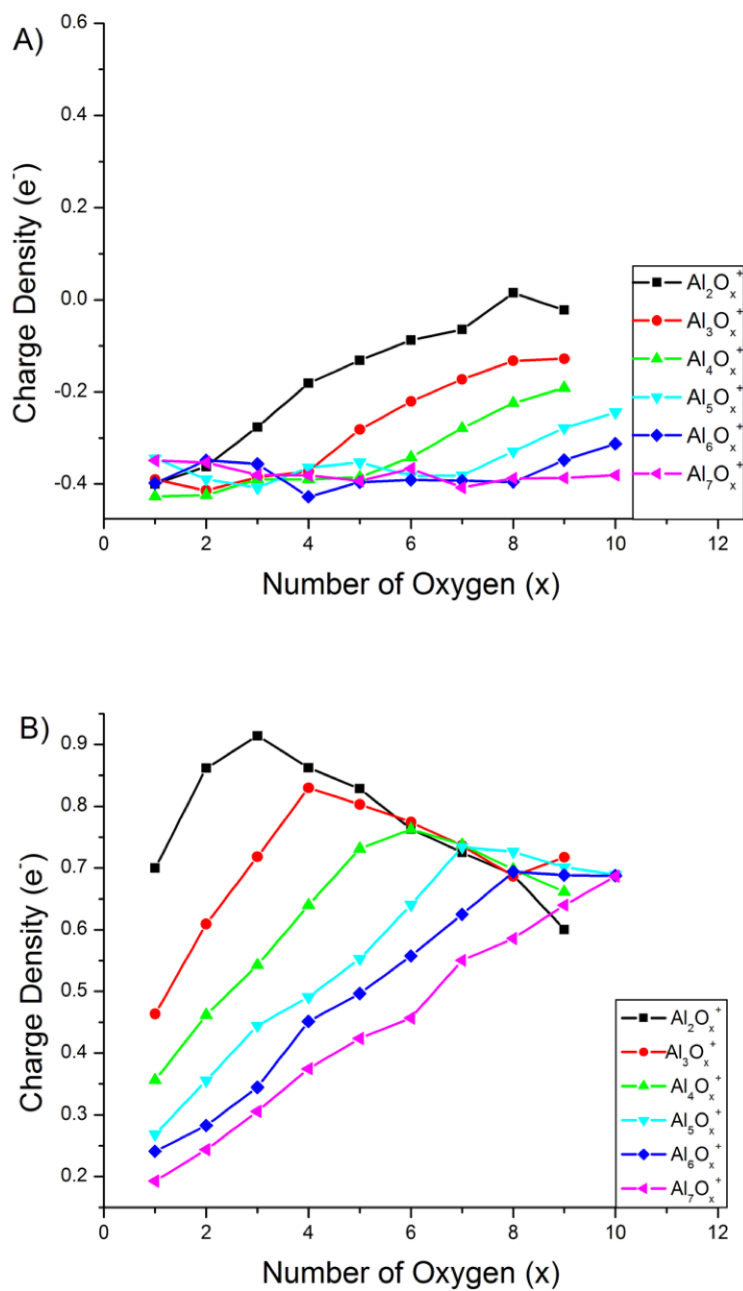 A)
0.6
0.4
0.2
0.0
-0.2
-0.4
Charge Density (e⁻)
0 2 4 6 8 10 12
Number of Oxygen (x)
Al₂Oₓ⁺
Al₃Oₓ⁺
Al₄Oₓ⁺
Al₅Oₓ⁺
Al₆Oₓ⁺
Al₇Oₓ⁺
B)
0.9
0.8
0.7
0.6
0.5
0.4
0.3
0.2
Charge Density (e⁻)
0 2 4 6 8 10 12
Number of Oxygen (x)
Al₂Oₓ⁺
Al₃Oₓ⁺
Al₄Oₓ⁺
Al₅Oₓ⁺
Al₆Oₓ⁺
Al₇Oₓ⁺